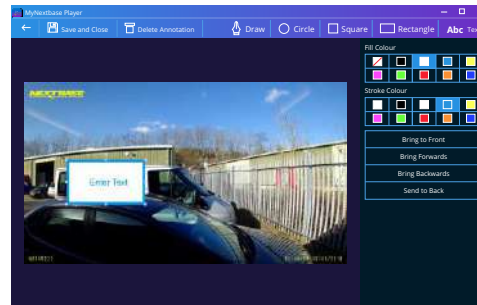 MyNextbase Player
Save and Close
Delete Annotation
Draw
Circle
Square
Rectangle
Abc
Fill Colour
Stroke Colour
NEXTBASE
Enter Text
Bring to Front
Bring Forwards
Bring Backwards
Send to Back